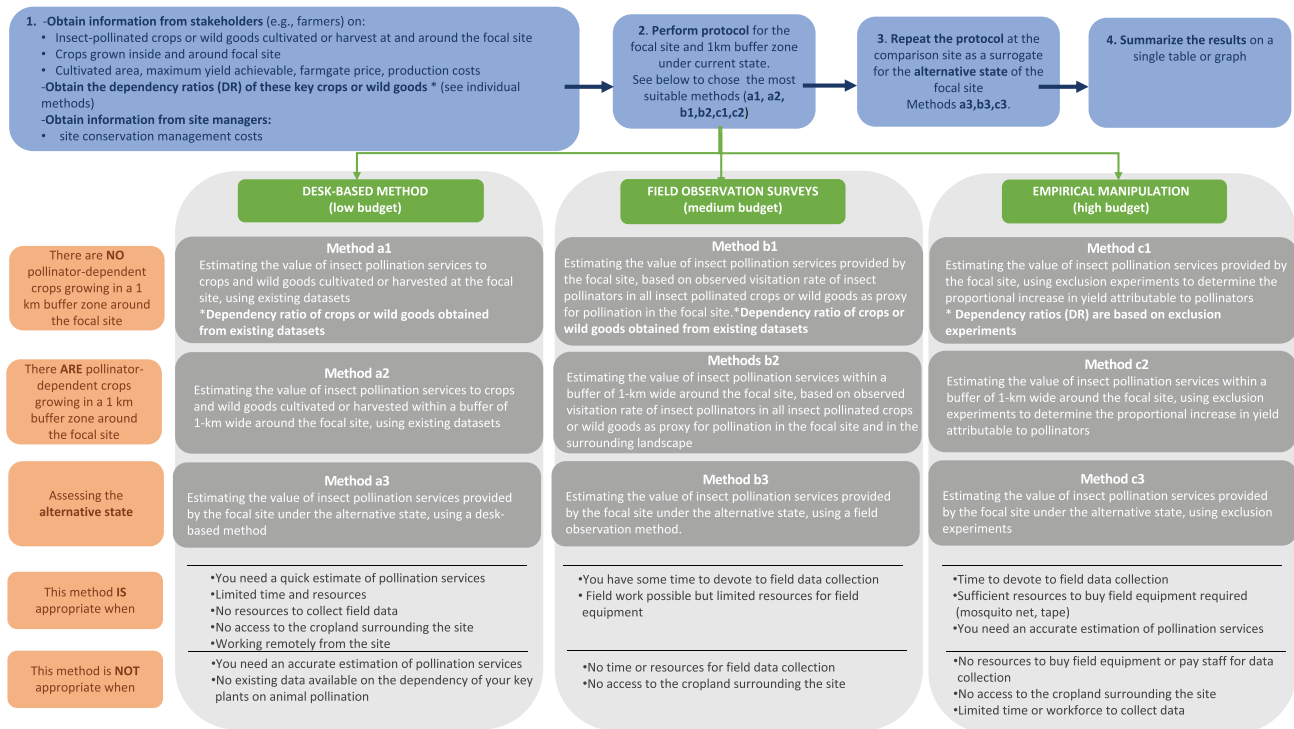 1. -Obtain information from stakeholders (e.g., farmers) on:
• Insect-pollinated crops or wild goods cultivated or harvest at and around the focal site
• Crops grown inside and around focal site
• Cultivated area, maximum yield achievable, farmgate price, production costs
-Obtain the dependency ratios (DR) of these key crops or wild goods * (see individual
methods)
-Obtain information from site managers:
• site conservation management costs
2. Perform protocol for the
focal site and 1km buffer zone
under current state.
See below to chose the most
suitable methods (a1, a2,
b1,b2,c1,c2)
3. Repeat the protocol at the
comparison site as a surrogate
for the alternative state of the
focal site
Methods a3,b3,c3.
4. Summarize the results on a
single table or graph
DESK-BASED METHOD
(low budget)
FIELD OBSERVATION SURVEYS
(medium budget)
EMPIRICAL MANIPULATION
(high budget)
There are NO
pollinator-dependent
crops growing in a 1
km buffer zone around
the focal site
Method a1
Estimating the value of insect pollination services to
crops and wild goods cultivated or harvested at the focal
site, using existing datasets
*Dependency ratio of crops or wild goods obtained
from existing datasets
Method b1
Estimating the value of insect pollination services provided by
the focal site, based on observed visitation rate of insect
pollinators in all insect pollinated crops or wild goods as proxy
for pollination in the focal site.*Dependency ratio of crops or
wild goods obtained from existing datasets
Method c1
Estimating the value of insect pollination services provided by
the focal site, using exclusion experiments to determine the
proportional increase in yield attributable to pollinators
* Dependency ratios (DR) are based on exclusion
experiments
There ARE pollinator-
dependent crops
growing in a 1 km
buffer zone around
the focal site
Method a2
Estimating the value of insect pollination services to crops
and wild goods cultivated or harvested within a buffer of
1-km wide around the focal site, using existing datasets
Methods b2
Estimating the value of insect pollination services within a
buffer of 1-km wide around the focal site, based on observed
visitation rate of insect pollinators in all insect pollinated crops
or wild goods as proxy for pollination in the focal site and in the
surrounding landscape
Method c2
Estimating the value of insect pollination services within a
buffer of 1-km wide around the focal site, using exclusion
experiments to determine the proportional increase in yield
attributable to pollinators
Assessing the
alternative state
Method a3
Estimating the value of insect pollination services provided
by the focal site under the alternative state, using a desk-
based method
Method b3
Estimating the value of insect pollination services provided
by the focal site under the alternative state, using a field
observation method.
Method c3
Estimating the value of insect pollination services provided
by the focal site under the alternative state, using exclusion
experiments
This method IS
appropriate when
•You need a quick estimate of pollination services
•Limited time and resources
•No resources to collect field data
•No access to the cropland surrounding the site
•Working remotely from the site
•You have some time to devote to field data collection
• Field work possible but limited resources for field
equipment
•Time to devote to field data collection
•Sufficient resources to buy field equipment required
(mosquito net, tape)
•You need an accurate estimation of pollination services
This method is NOT
appropriate when
•You need an accurate estimation of pollination services
•No existing data available on the dependency of your key
plants on animal pollination
•No time or resources for field data collection
•No access to the cropland surrounding the site
•No resources to buy field equipment or pay staff for data
collection
•No access to the cropland surrounding the site
•Limited time or workforce to collect data